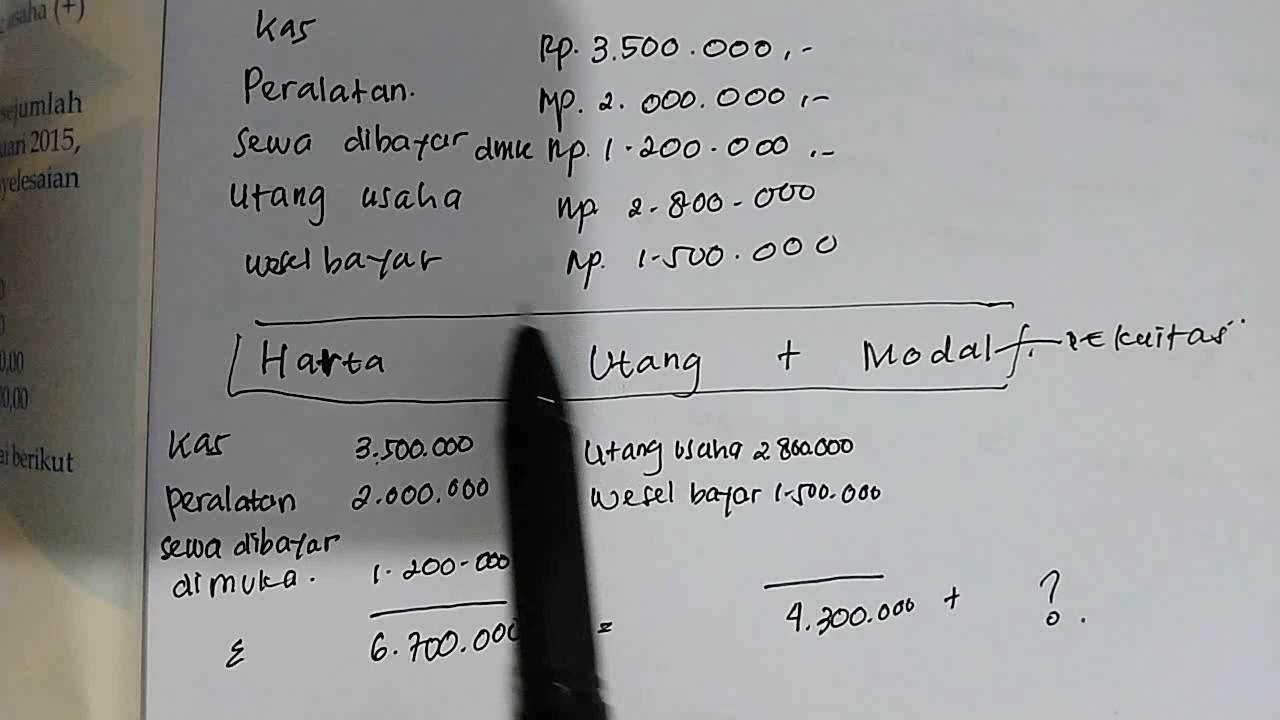 usaha (+)
sejumlah
uari 2015,
yelesaian
0,00
00,00
ai berikut
Kas Rp. 3.500.000,-
Peralatan. Rp. 2.000.000,-
Sewa dibayar dmk Rp. 1.200.000.-
Utang usaha Rp. 2.800.000
wesel bayar Rp. 1.500.000
Harta Utang + Modal ekuitas
Kas 3.500.000 Utang usaha 2 800.000
peralatan 2.000.000 wesel bayar 1.500.000
sewa dibayar
dimuka. 1.200.000
Σ 6.700.000 = 4.300.000 + ?